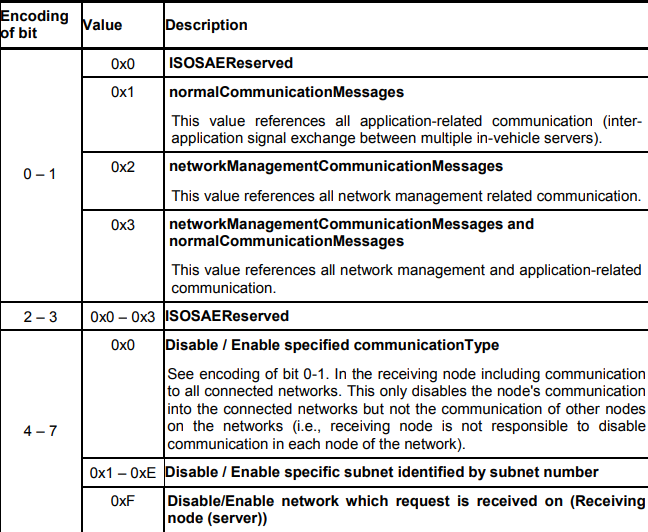 Encoding of bit Value Description
0 – 1
0x0 ISOSAEReserved
0x1 normalCommunicationMessages
This value references all application-related communication (inter-
application signal exchange between multiple in-vehicle servers).
0x2 networkManagementCommunicationMessages
This value references all network management related communication.
0x3 networkManagementCommunicationMessages and
normalCommunicationMessages
This value references all network management and application-related
communication.
2 – 3 0x0 – 0x3 ISOSAEReserved
4 – 7
0x0 Disable / Enable specified communicationType
See encoding of bit 0-1. In the receiving node including communication
to all connected networks. This only disables the node's communication
into the connected networks but not the communication of other nodes
on the networks (i.e., receiving node is not responsible to disable
communication in each node of the network).
0x1 – 0xE Disable / Enable specific subnet identified by subnet number
0xF Disable/Enable network which request is received on (Receiving
node (server))